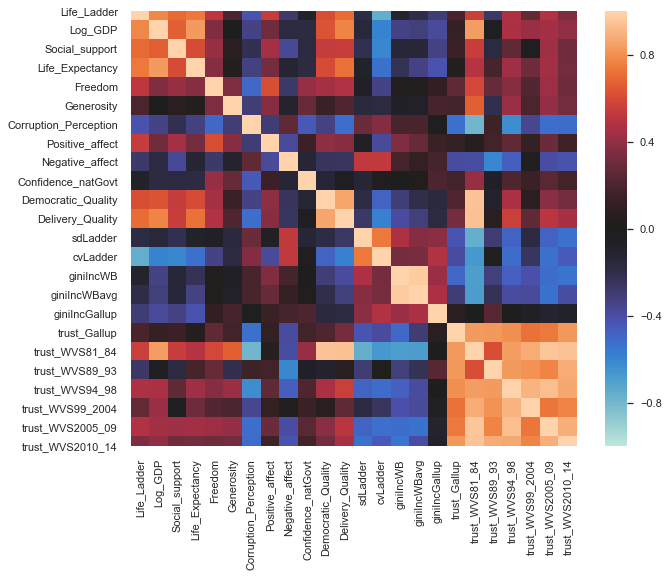 Life_Ladder
Log_GDP
Social_support
Life_Expectancy
Freedom
Generosity
Corruption_Perception
Positive_affect
Negative_affect
Confidence_natGovt
Democratic_Quality
Delivery_Quality
sdLadder
cvLadder
giniIncWB
giniIncWBavg
giniIncGallup
trust_Gallup
trust_WVS81_84
trust_WVS89_93
trust_WVS94_98
trust_WVS99_2004
trust_WVS2005_09
trust_WVS2010_14
Life_Ladder
Log_GDP
Social_support
Life_Expectancy
Freedom
Generosity
Corruption_Perception
Positive_affect
Negative_affect
Confidence_natGovt
Democratic_Quality
Delivery_Quality
sdLadder
cvLadder
giniIncWB
giniIncWBavg
giniIncGallup
trust_Gallup
trust_WVS81_84
trust_WVS89_93
trust_WVS94_98
trust_WVS99_2004
trust_WVS2005_09
trust_WVS2010_14
0.8
0.4
0.0
−0.4
−0.8